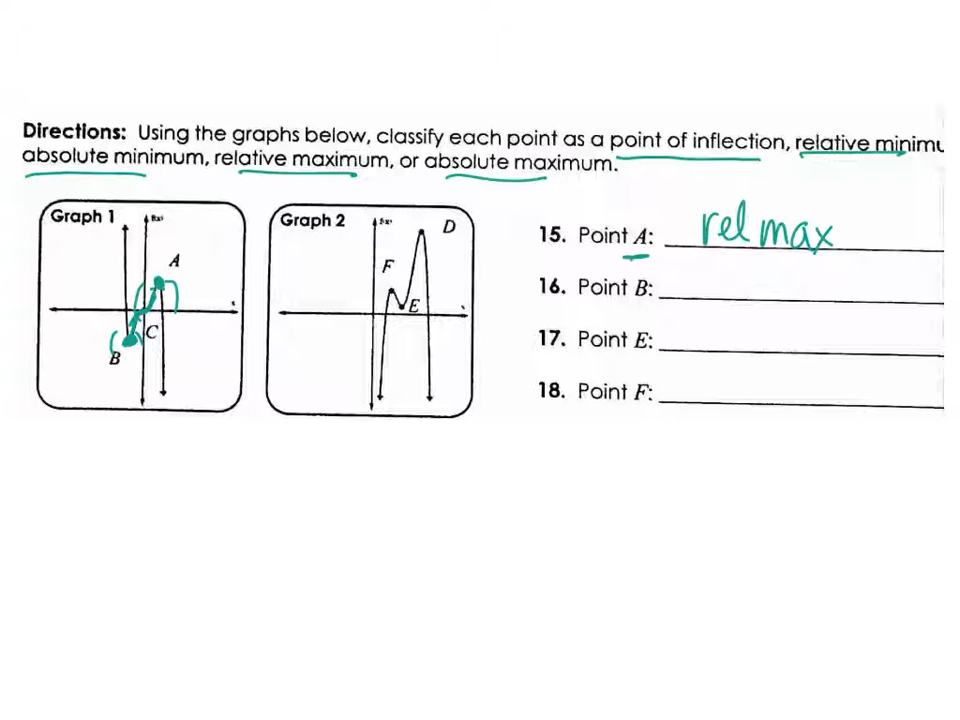 Directions: Using the graphs below, classify each point as a point of inflection, relative minimu
absolute minimum, relative maximum, or absolute maximum.
Graph 1
A
C
B
Graph 2
D
F
E
15. Point A: rel max
16. Point B:
17. Point E:
18. Point F: